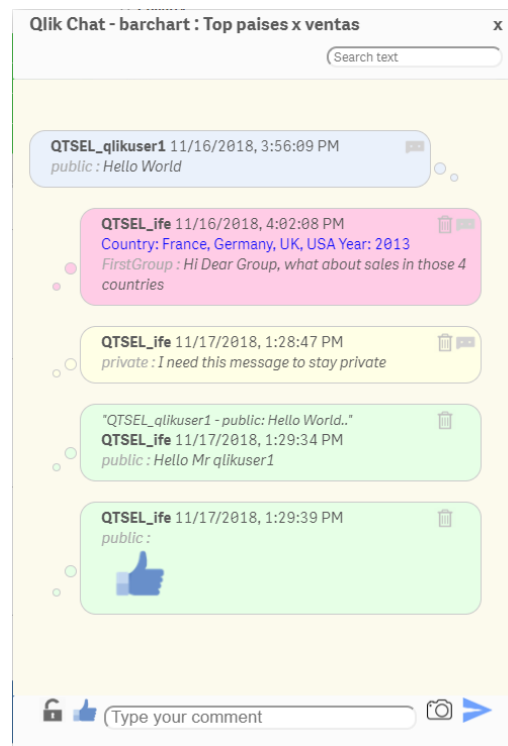 Qlik Chat - barchart : Top paises x ventas x
Search text
QTSEL_qlikuser1 11/16/2018, 3:56:09 PM
public : Hello World
QTSEL_ife 11/16/2018, 4:02:08 PM
Country: France, Germany, UK, USA Year: 2013
FirstGroup : Hi Dear Group, what about sales in those 4
countries
QTSEL_ife 11/17/2018, 1:28:47 PM
private : I need this message to stay private
"QTSEL_qlikuser1 - public: Hello World.."
QTSEL_ife 11/17/2018, 1:29:34 PM
public : Hello Mr qlikuser1
QTSEL_ife 11/17/2018, 1:29:39 PM
public :
Type your comment